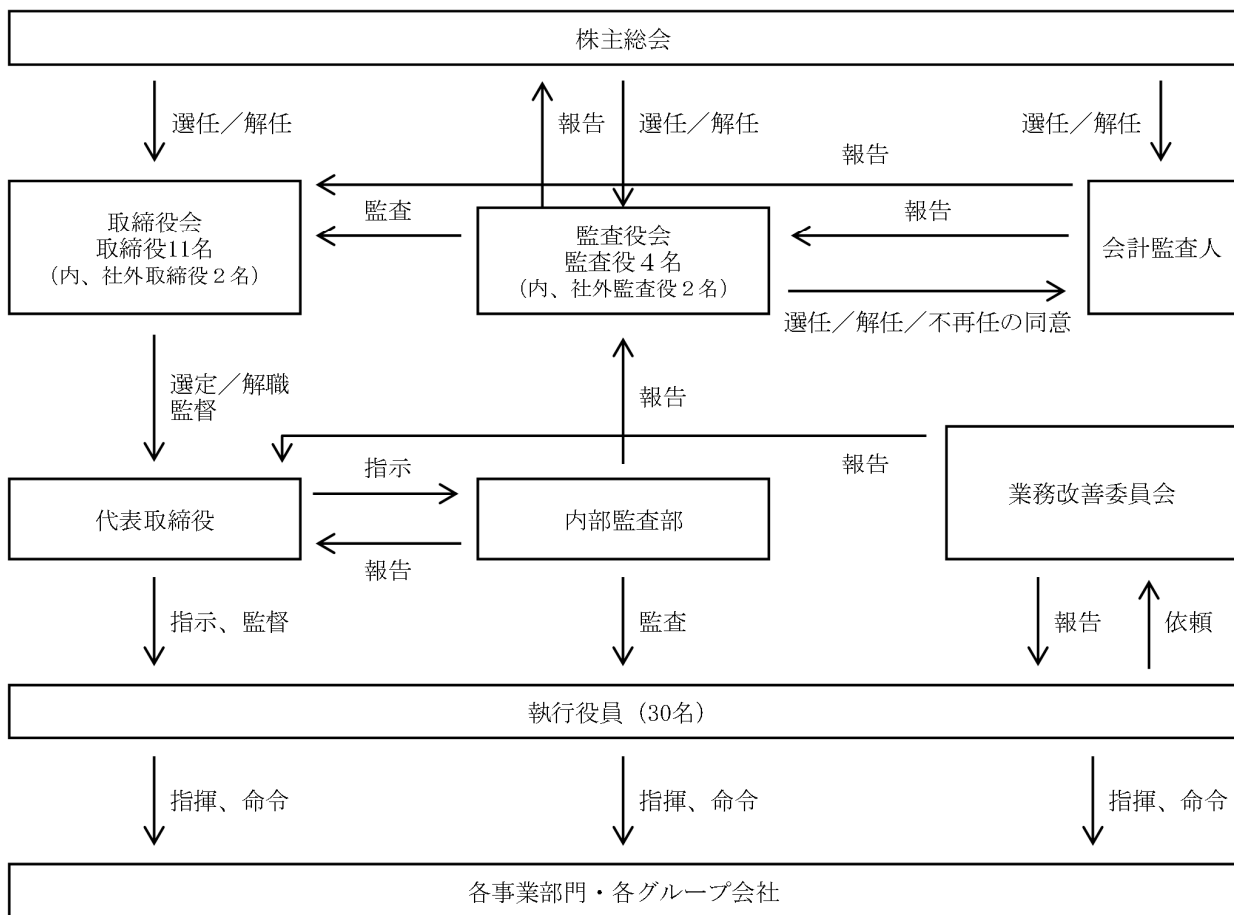 株主総会
選任／解任
報告
選任／解任
選任／解任
報告
取締役会
取締役11名
（内、社外取締役２名）
監査
監査役会
監査役４名
（内、社外監査役２名）
報告
会計監査人
選任／解任／不再任の同意
選定／解職
監督
報告
報告
代表取締役
指示
報告
内部監査部
業務改善委員会
指示、監督
監査
報告
依頼
執行役員（30名）
指揮、命令
指揮、命令
指揮、命令
各事業部門・各グループ会社